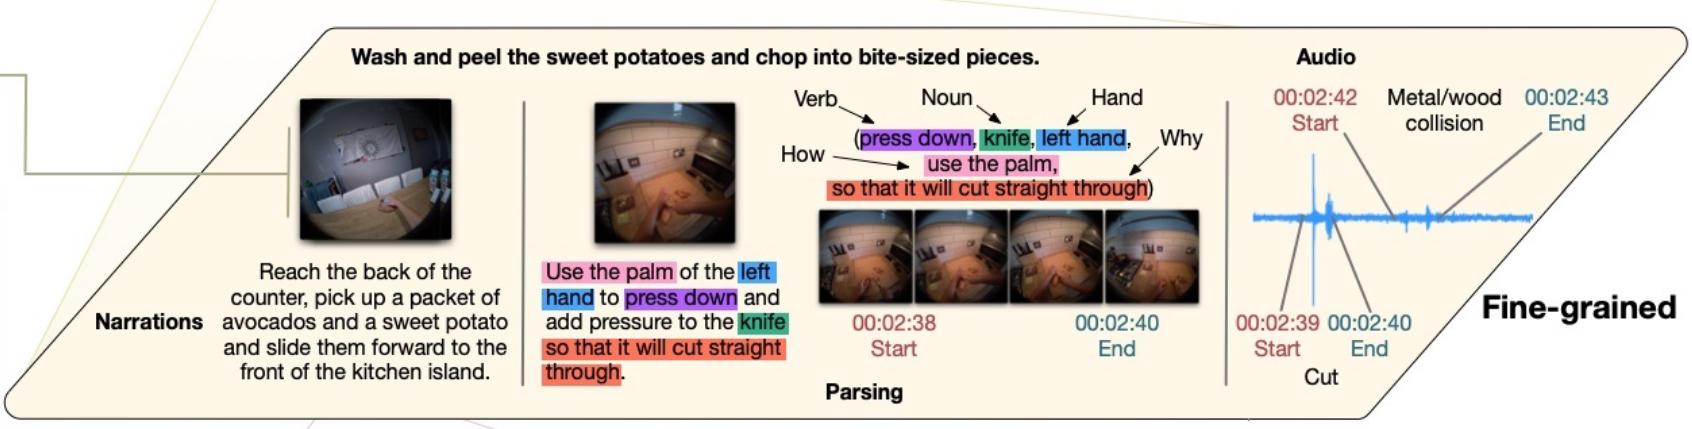 Wash and peel the sweet potatoes and chop into bite-sized pieces.
Narrations
Reach the back of the
counter, pick up a packet of
avocados and a sweet potato
and slide them forward to the
front of the kitchen island.
Use the palm of the left
hand to press down and
add pressure to the knife
so that it will cut straight
through.
Verb
Noun
Hand
(press down, knife, left hand,
How
Why
use the palm,
so that it will cut straight through)
00:02:38
Start
00:02:40
End
Parsing
Audio
00:02:42
Start
Metal/wood
collision
00:02:43
End
00:02:39
Start
00:02:40
End
Cut
Fine-grained